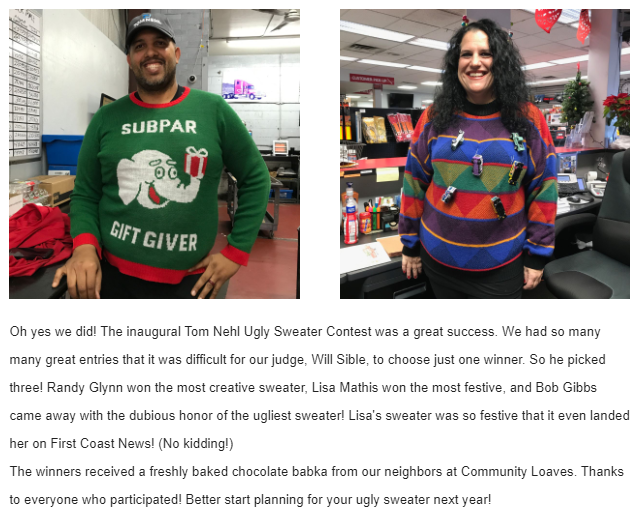 SUBPAR
GIFT GIVER
Oh yes we did! The inaugural Tom Nehl Ugly Sweater Contest was a great success. We had so many
many great entries that it was difficult for our judge, Will Sible, to choose just one winner. So he picked
three! Randy Glynn won the most creative sweater, Lisa Mathis won the most festive, and Bob Gibbs
came away with the dubious honor of the ugliest sweater! Lisa's sweater was so festive that it even landed
her on First Coast News! (No kidding!)
The winners received a freshly baked chocolate babka from our neighbors at Community Loaves. Thanks
to everyone who participated! Better start planning for your ugly sweater next year!